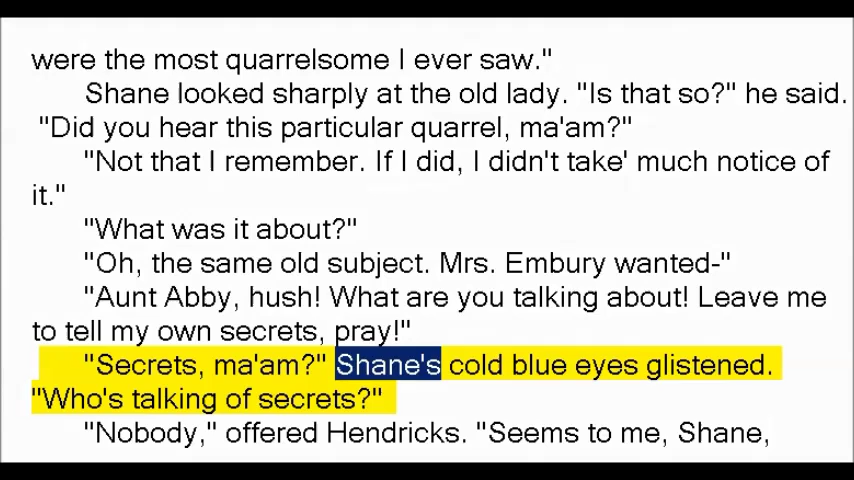 were the most quarrelsome I ever saw."
Shane looked sharply at the old lady. "Is that so?" he said.
"Did you hear this particular quarrel, ma'am?"
"Not that I remember. If I did, I didn't take' much notice of
it."
"What was it about?"
"Oh, the same old subject. Mrs. Embury wanted-"
"Aunt Abby, hush! What are you talking about! Leave me
to tell my own secrets, pray!"
"Secrets, ma'am?" Shane's cold blue eyes glistened.
"Who's talking of secrets?"
"Nobody," offered Hendricks. "Seems to me, Shane,